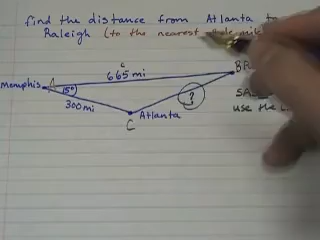 find the distance from Atlanta to
Raleigh (to the nearest
c
665 mi
B
Memphis A
15°
300 mi
?
Atlanta
C
use the